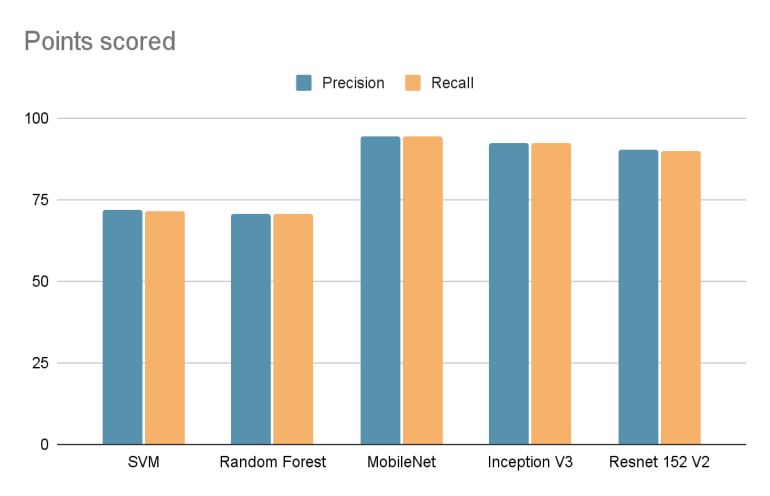 Points scored
Precision Recall
100
75
50
25
0
SVM Random Forest MobileNet Inception V3 Resnet 152 V2